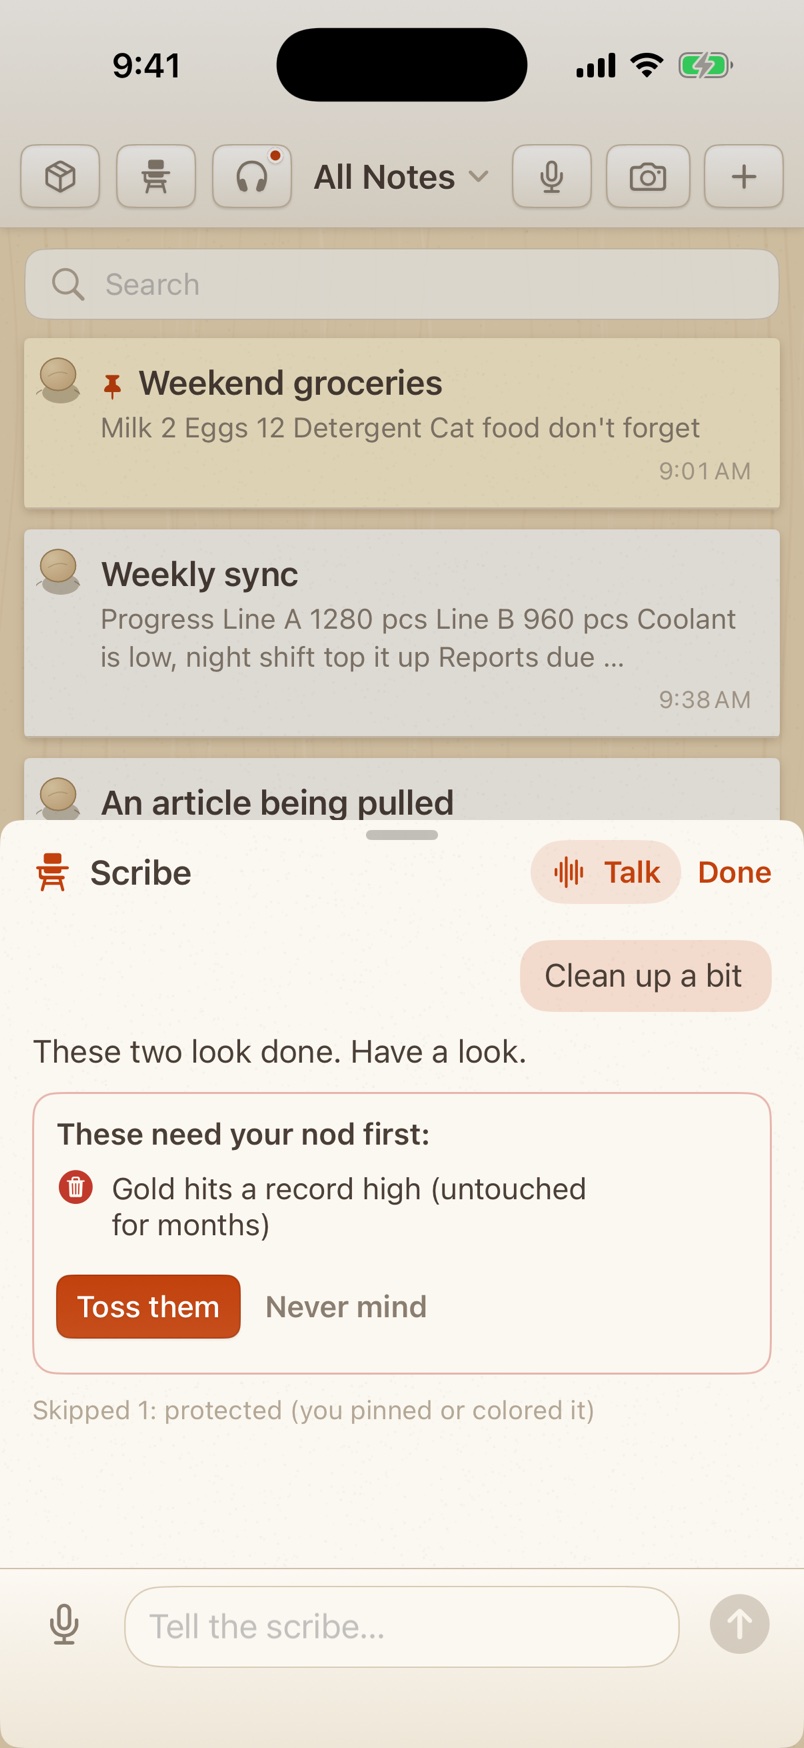 9:41
All Notes
Search
Weekend groceries
Milk 2 Eggs 12 Detergent Cat food don't forget
9:01 AM
Weekly sync
Progress Line A 1280 pcs Line B 960 pcs Coolant
is low, night shift top it up Reports due ...
9:38 AM
An article being pulled
Scribe
Talk
Done
Clean up a bit
These two look done. Have a look.
These need your nod first:
Gold hits a record high (untouched
for months)
Toss them
Never mind
Skipped 1: protected (you pinned or colored it)
Tell the scribe...